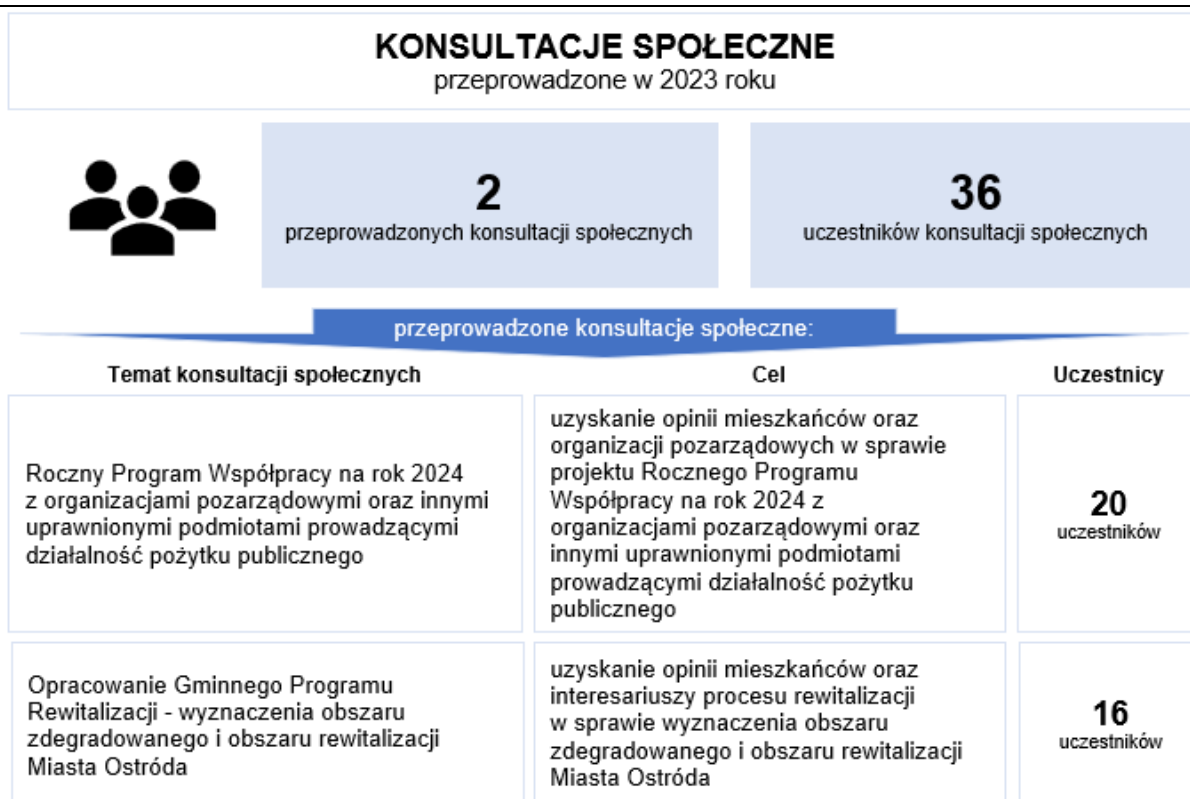 KONSULTACJE SPOŁECZNE
przeprowadzone w 2023 roku
2
przeprowadzonych konsultacji społecznych
36
uczestników konsultacji społecznych
przeprowadzone konsultacje społeczne:
Temat konsultacji społecznych
Cel
Uczestnicy
Roczny Program Współpracy na rok 2024
z organizacjami pozarządowymi oraz innymi
uprawnionymi podmiotami prowadzącymi
działalność pożytku publicznego
uzyskanie opinii mieszkańców oraz
organizacji pozarządowych w sprawie
projektu Rocznego Programu
Współpracy na rok 2024 z
organizacjami pozarządowymi oraz
innymi uprawnionymi podmiotami
prowadzącymi działalność pożytku
publicznego
20
uczestników
Opracowanie Gminnego Programu
Rewitalizacji - wyznaczenia obszaru
zdegradowanego i obszaru rewitalizacji
Miasta Ostróda
uzyskanie opinii mieszkańców oraz
interesariuszy procesu rewitalizacji
w sprawie wyznaczenia obszaru
zdegradowanego i obszaru rewitalizacji
Miasta Ostróda
16
uczestników